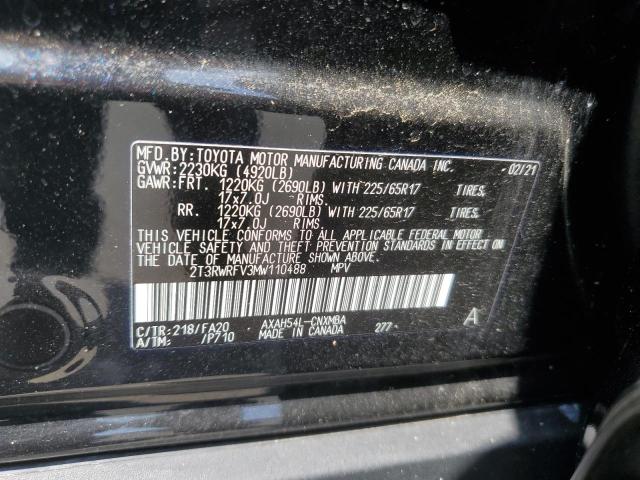 MFD. BY: TOYOTA MOTOR MANUFACTURING CANADA INC. 02/21
GVWR: 2230KG (4920LB)
GAWR: FRT. 1220KG (2690LB) WITH 225/65R17 TIRES,
17x7.0J RIMS.
RR. 1220KG (2690LB) WITH 225/65R17 TIRES,
17x7.0J RIMS.
THIS VEHICLE CONFORMS TO ALL APPLICABLE FEDERAL MOTOR
VEHICLE SAFETY AND THEFT PREVENTION STANDARDS IN EFFECT ON
THE DATE OF MANUFACTURE SHOWN ABOVE.
2T3RWRFV3MW110488 MPV
C/TR: 218/FA20 AXAH54L-CNXMBA 277 A
A/TM: /P710 MADE IN CANADA